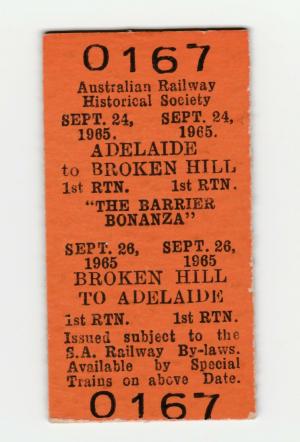 0167
Australian Railway
Historical Society
SEPT. 24, SEPT. 24,
1965. 1965.
ADELAIDE
to BROKEN HILL
1st RTN. 1st RTN.
"THE BARRIER
BONANZA"
SEPT. 26, SEPT. 26,
1965 1965
BROKEN HILL
TO ADELAIDE
1st RTN. 1st RTN.
Issued subject to the
S.A. Railway By-laws.
Available by Special
Trains on above Date.
0167